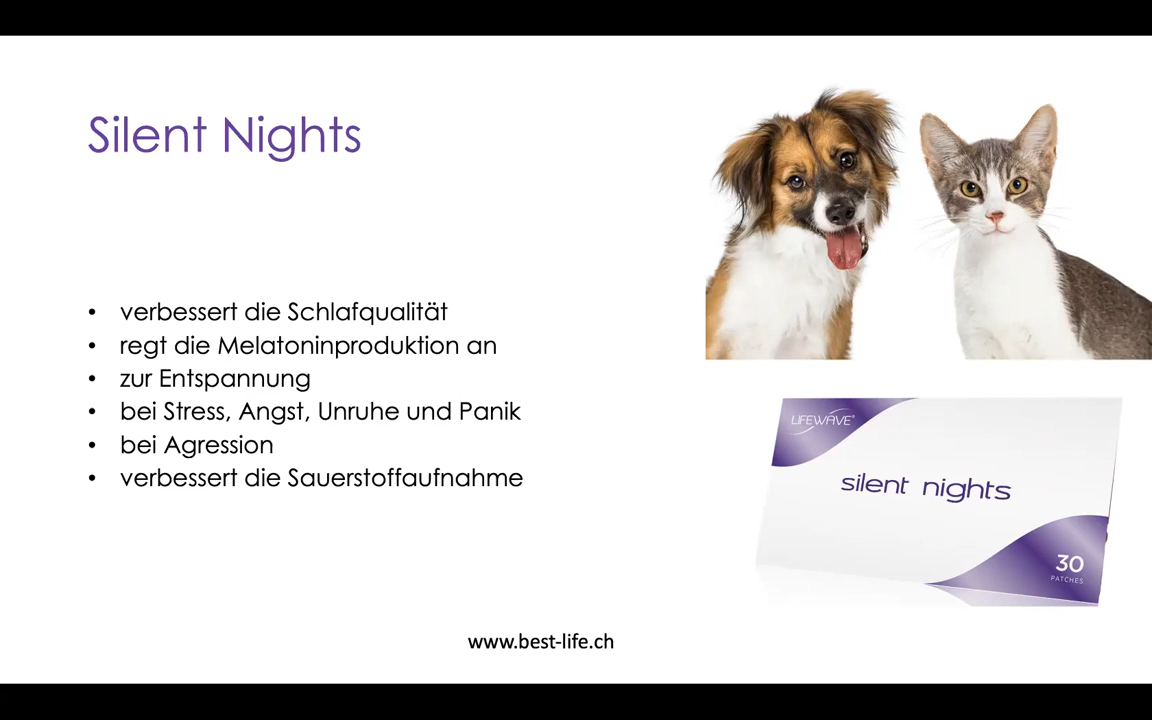 Silent Nights
• verbessert die Schlafqualität
• regt die Melatoninproduktion an
• zur Entspannung
• bei Stress, Angst, Unruhe und Panik
• bei Agression
• verbessert die Sauerstoffaufnahme
LIFEWAVE®
silent nights
30
PATCHES
www.best-life.ch